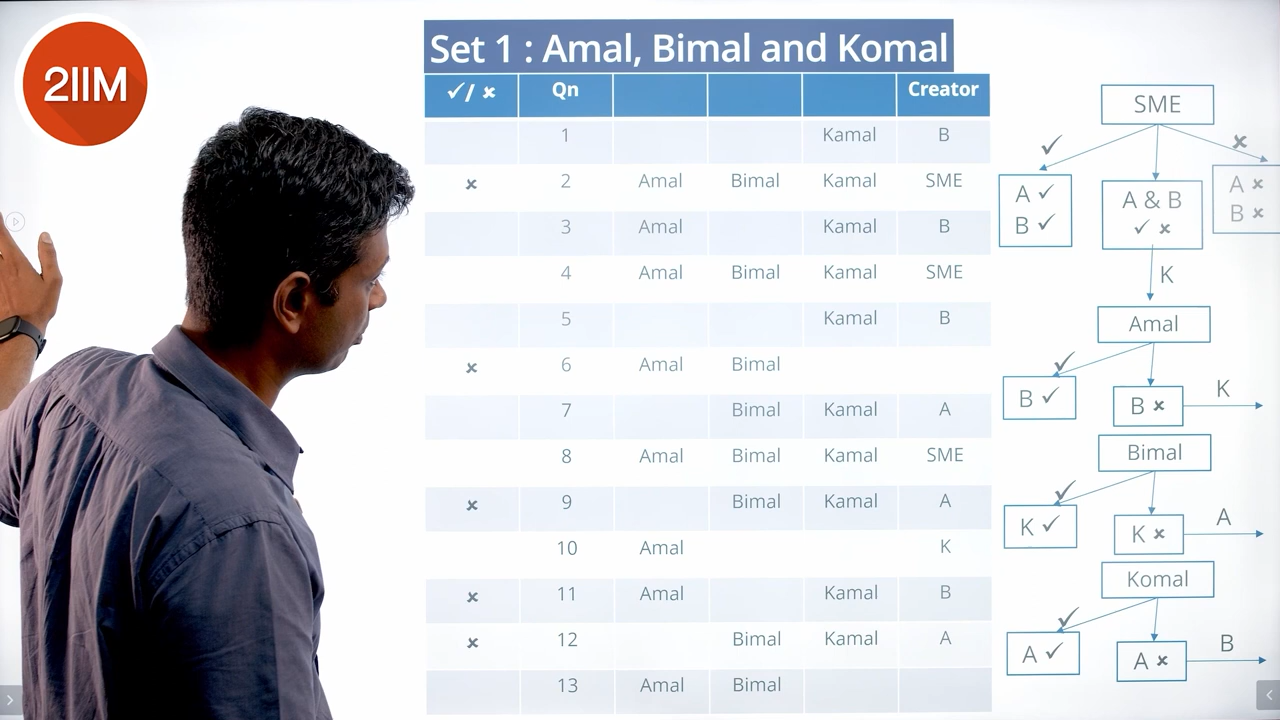 2IIM
Set 1 : Amal, Bimal and Komal
✓/ ✗ Qn Creator
1 Kamal B
✗ 2 Amal Bimal Kamal SME
3 Amal Kamal B
4 Amal Bimal Kamal SME
5 Kamal B
✗ 6 Amal Bimal
7 Bimal Kamal A
8 Amal Bimal Kamal SME
✗ 9 Bimal Kamal A
10 Amal K
✗ 11 Amal Kamal B
✗ 12 Bimal Kamal A
13 Amal Bimal
SME
✓ ✗
A ✓
B ✓
A & B
✓ ✗
A ✗
B ✗
K
Amal
✓
B ✓
B ✗
K
Bimal
✓
K ✓
K ✗
A
Komal
✓
A ✓
A ✗
B